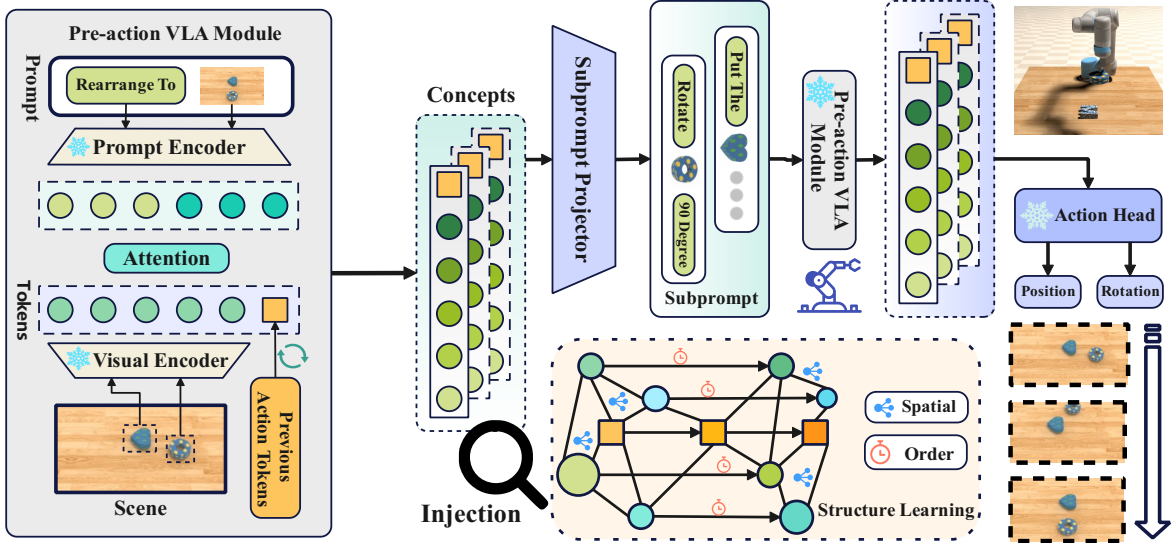 Pre-action VLA Module
Prompt
Rearrange To
Prompt Encoder
Attention
Tokens
Visual Encoder
Previous
Action Tokens
Scene
Concepts
Injection
Subprompt Projector
Rotate
90 Degree
Put The
Subprompt
Pre-action VLA
Module
Action Head
Position
Rotation
Spatial
Order
Structure Learning